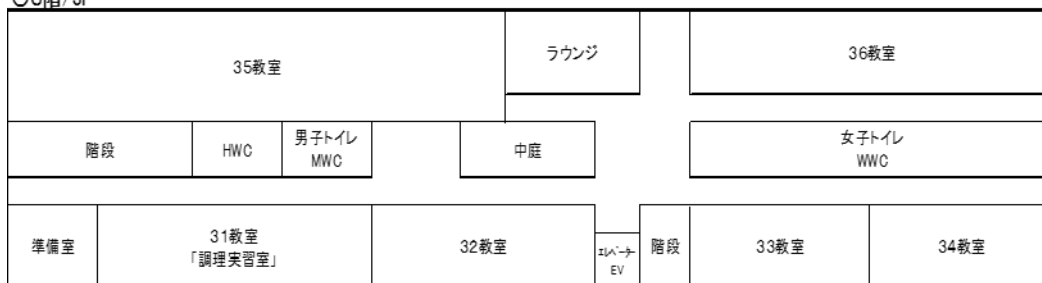 35教室
ラウンジ
36教室
階段
HWC
男子トイレ
MWC
中庭
女子トイレ
WWC
準備室
31教室
「調理実習室」
32教室
エレベーター
EV
階段
33教室
34教室